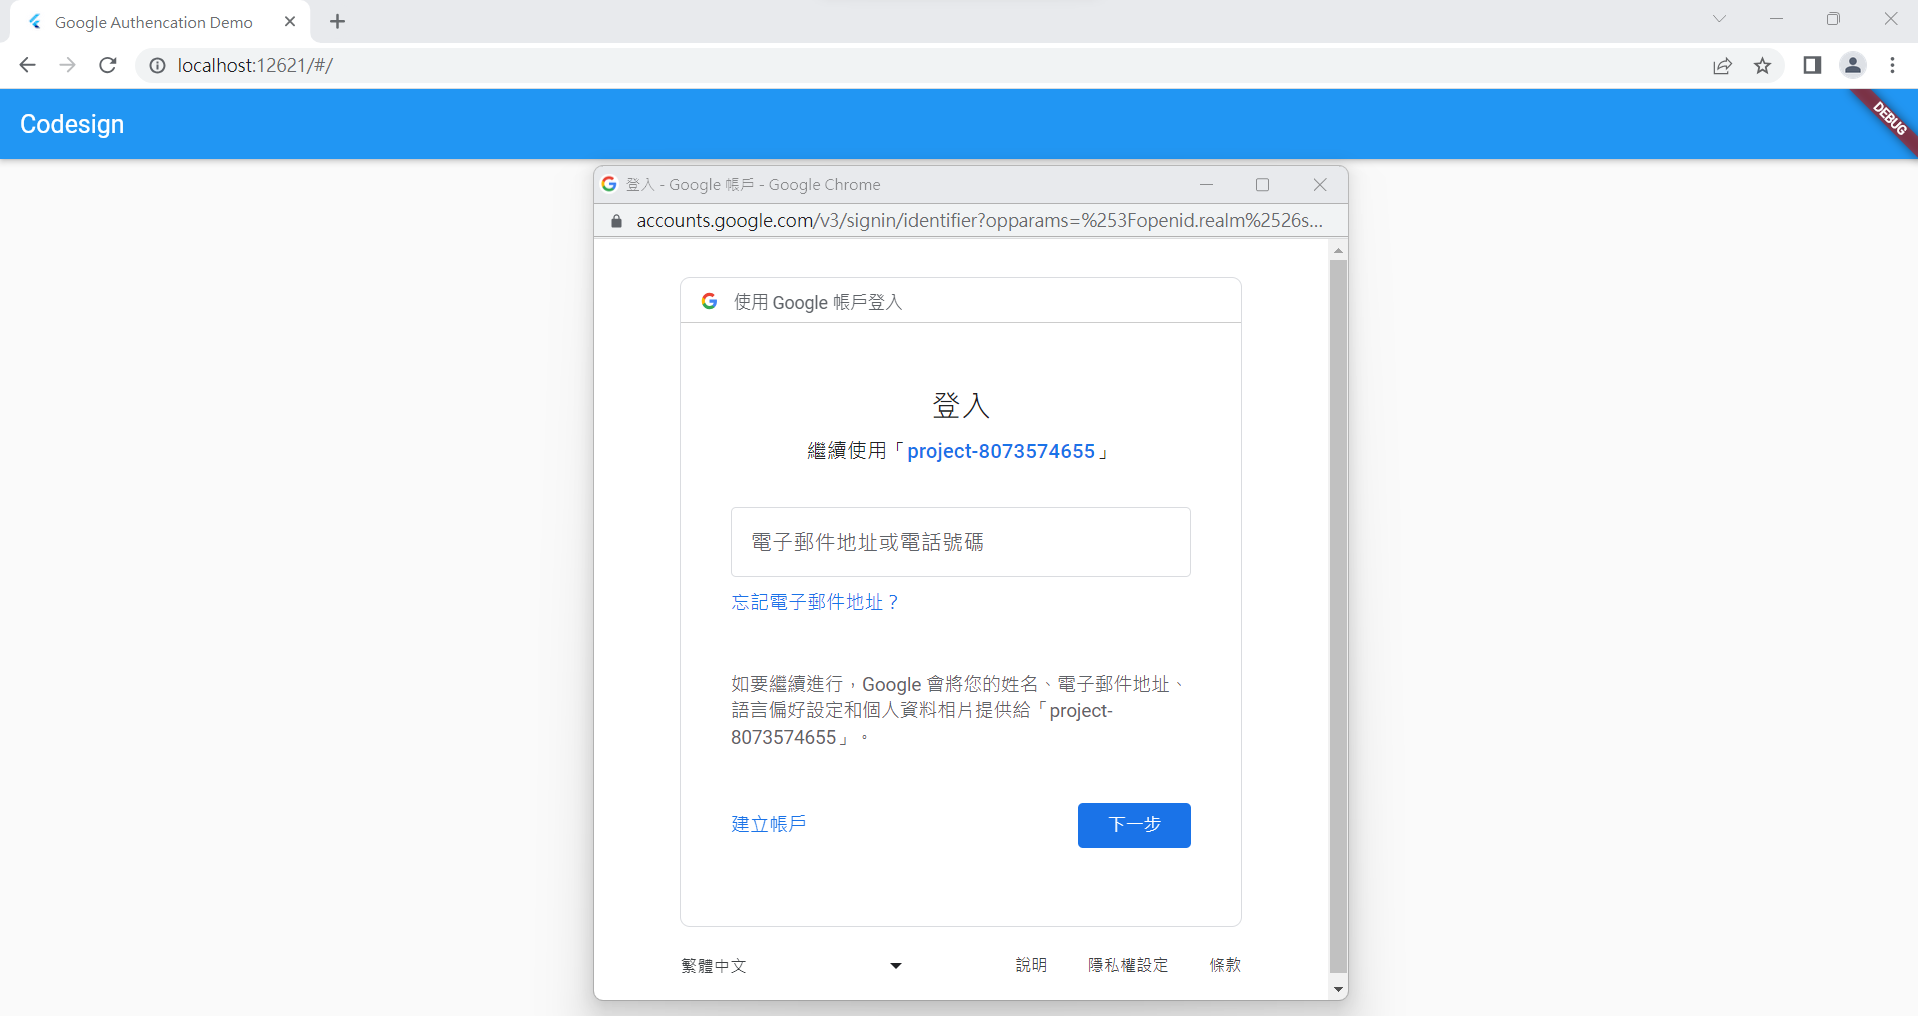 Google Authencation Demo
localhost:12621/#/
Codesign
DEBUG
登入 - Google 帳戶 - Google Chrome
accounts.google.com/v3/signin/identifier?opparams=%253Fopenid.realm%2526s...
使用 Google 帳戶登入
登入
繼續使用「project-8073574655」
電子郵件地址或電話號碼
忘記電子郵件地址？
如要繼續進行，Google 會將您的姓名、電子郵件地址、
語言偏好設定和個人資料相片提供給「project-
8073574655」。
建立帳戶
下一步
繁體中文
說明
隱私權設定
條款